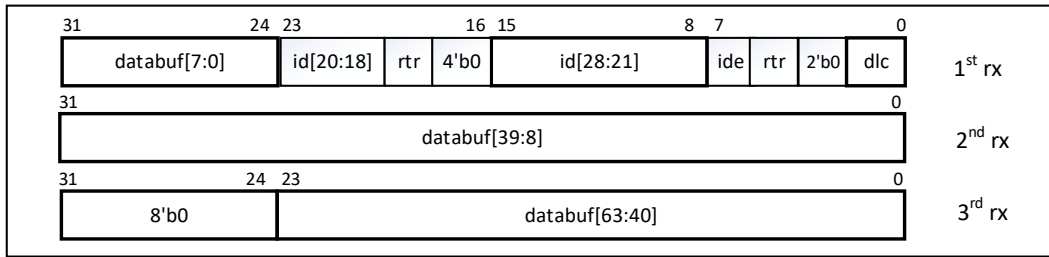 31 24 23 16 15 8 7 0
databuf[7:0] id[20:18] rtr 4'b0 id[28:21] ide rtr 2'b0 dlc 1st rx
31 0
databuf[39:8] 2nd rx
31 24 23 0
8'b0 databuf[63:40] 3rd rx